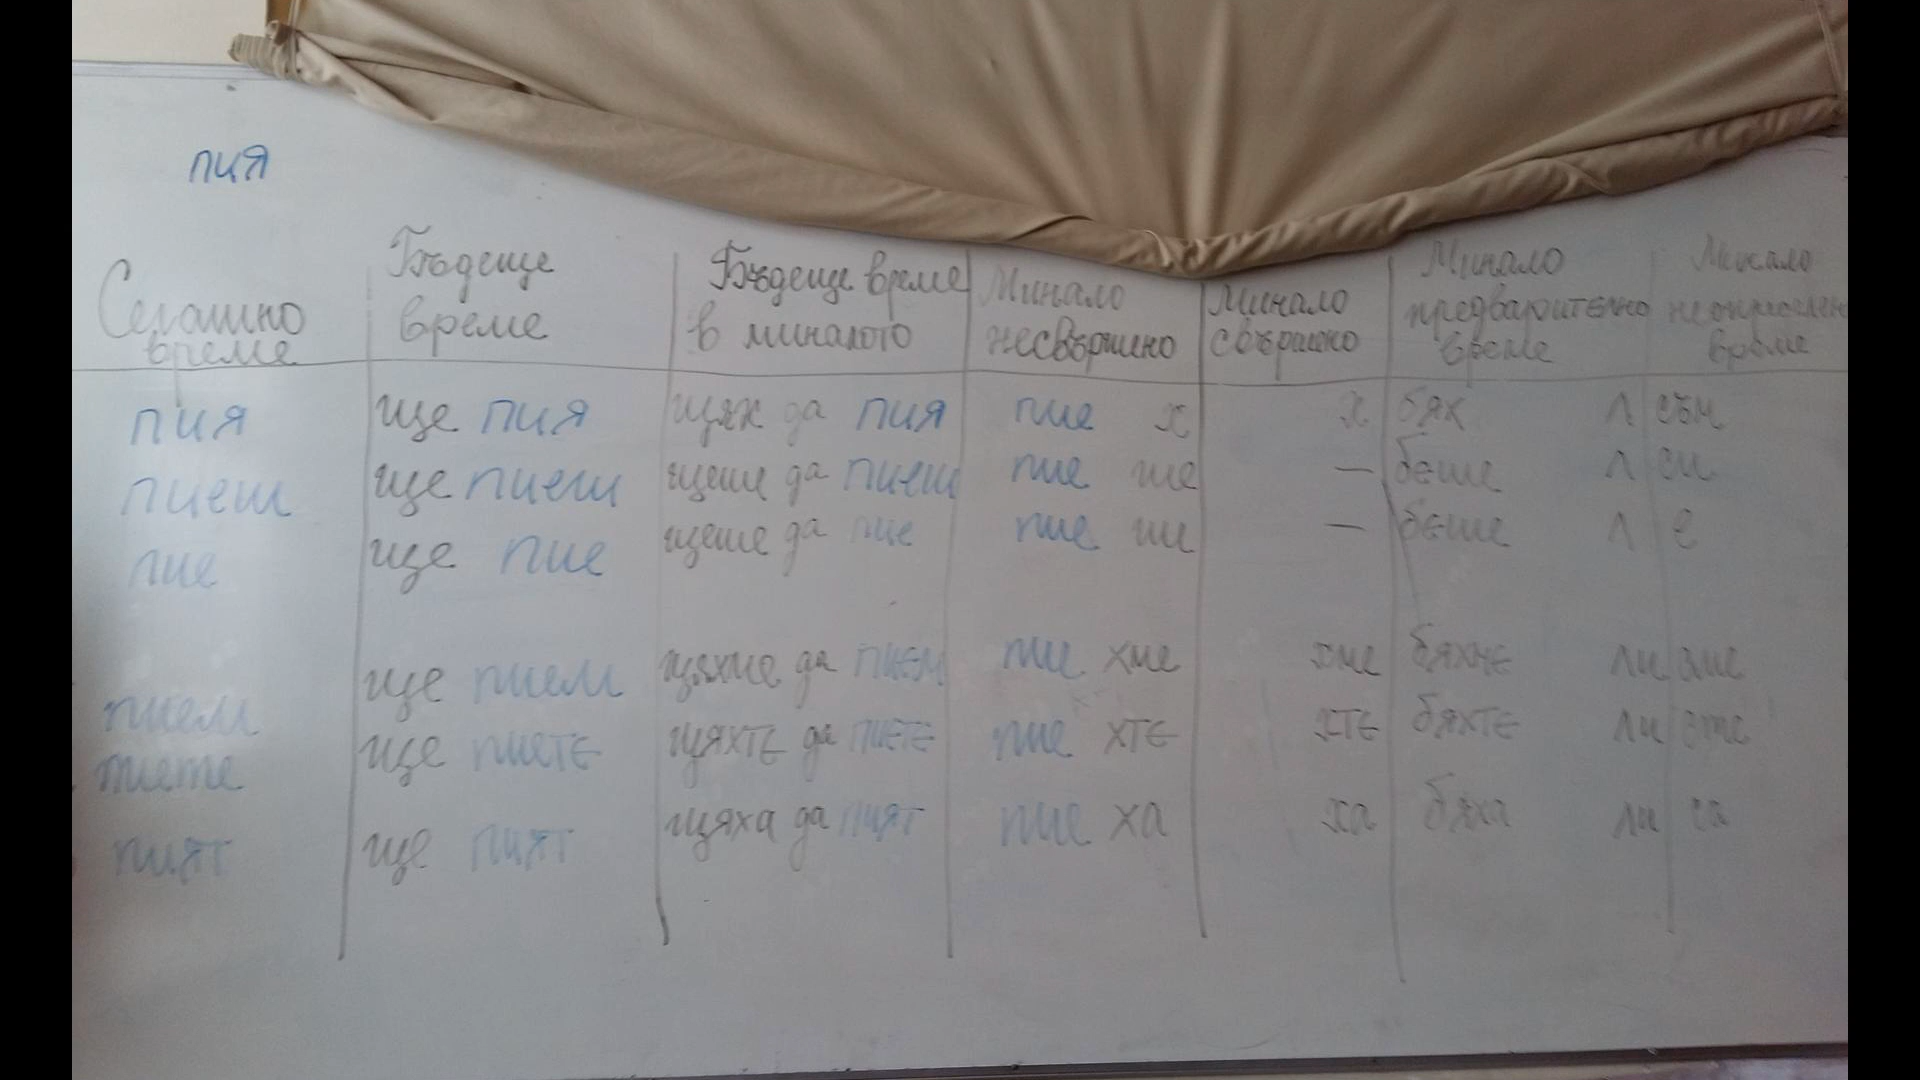 пия
Сегашно време
Бъдеще време
Бъдеще време в миналото
Минало несвършено
Минало свършено
Минало предварително време
Минало време
пия ще пия щях да пия пие х х бях л съм
пиеш ще пиеш щеше да пиеш пие ше — беше л си
пие ще пие щеше да пие пие ше — беше л е
пием ще пием щяхме да пием пие хме хме бяхме ли сме
пиете ще пиете щяхте да пиете пие хте хте бяхте ли сте
пият ще пият щяха да пият пие ха ха бяха ли са